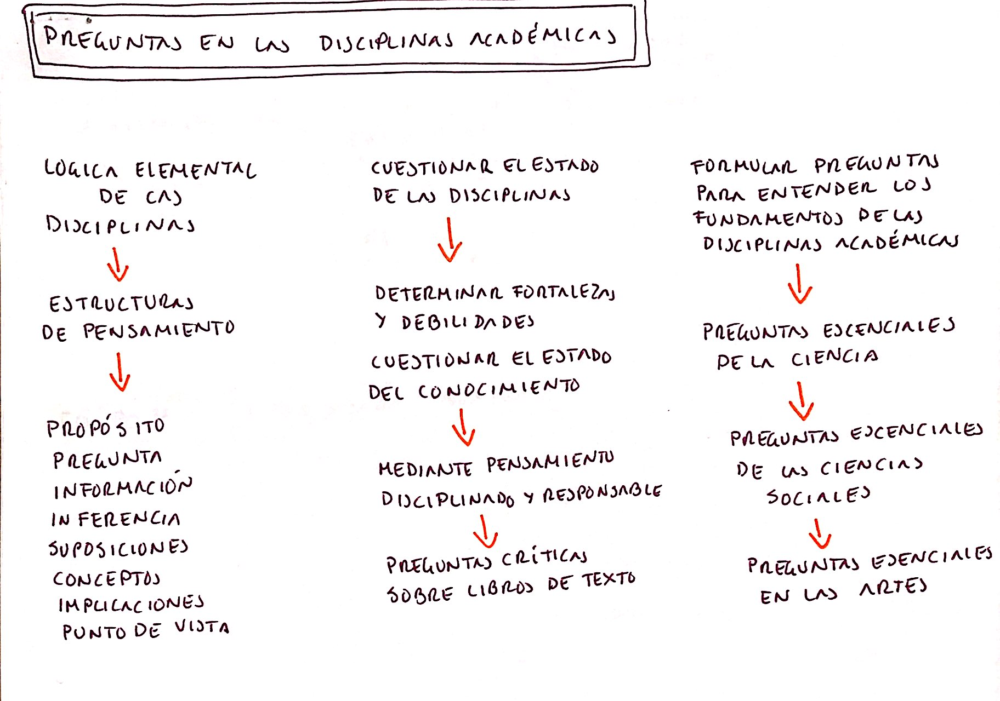 PREGUNTAS EN LAS DISCIPLINAS ACADÉMICAS
LOGICA ELEMENTAL
DE LAS
DISCIPLINAS
ESTRUCTURAS
DE PENSAMIENTO
PROPÓSITO
PREGUNTA
INFORMACIÓN
INFERENCIA
SUPOSICIONES
CONCEPTOS
IMPLICACIONES
PUNTO DE VISTA
CUESTIONAR EL ESTADO
DE LAS DISCIPLINAS
DETERMINAR FORTALEZAS
Y DEBILIDADES
CUESTIONAR EL ESTADO
DEL CONOCIMIENTO
MEDIANTE PENSAMIENTO
DISCIPLINADO Y RESPONSABLE
PREGUNTAS CRÍTICAS
SOBRE LIBROS DE TEXTO
FORMULAR PREGUNTAS
PARA ENTENDER LOS
FUNDAMENTOS DE LAS
DISCIPLINAS ACADÉMICAS
PREGUNTAS ESCENCIALES
DE LA CIENCIA
PREGUNTAS ESCENCIALES
DE LAS CIENCIAS
SOCIALES
PREGUNTAS ESENCIALES
EN LAS ARTES